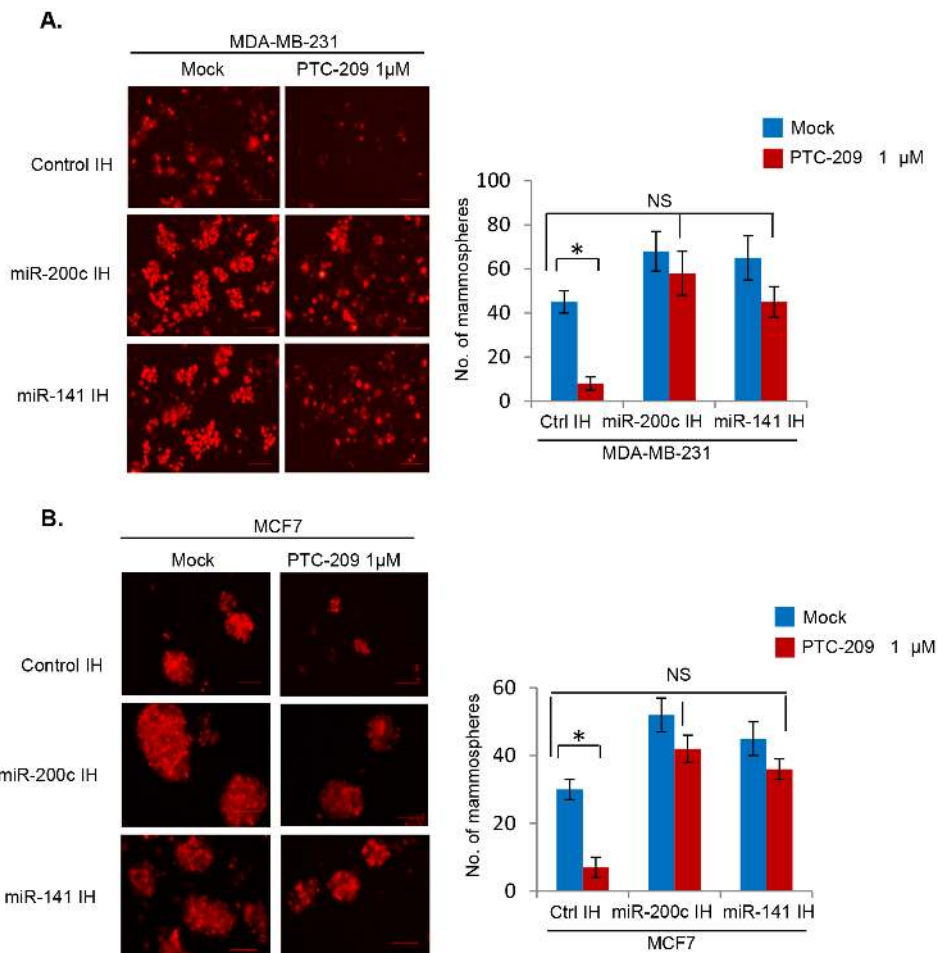 A.
MDA-MB-231
Mock PTC-209 1µM
Control IH
miR-200c IH
miR-141 IH
Mock
PTC-209 1 µM
No. of mammospheres
100
80
60
40
20
0
NS
*
Ctrl IH miR-200c IH miR-141 IH
MDA-MB-231
B.
MCF7
Mock PTC-209 1µM
Control IH
miR-200c IH
miR-141 IH
Mock
PTC-209 1 µM
No. of mammospheres
60
40
20
0
NS
*
Ctrl IH miR-200c IH miR-141 IH
MCF7